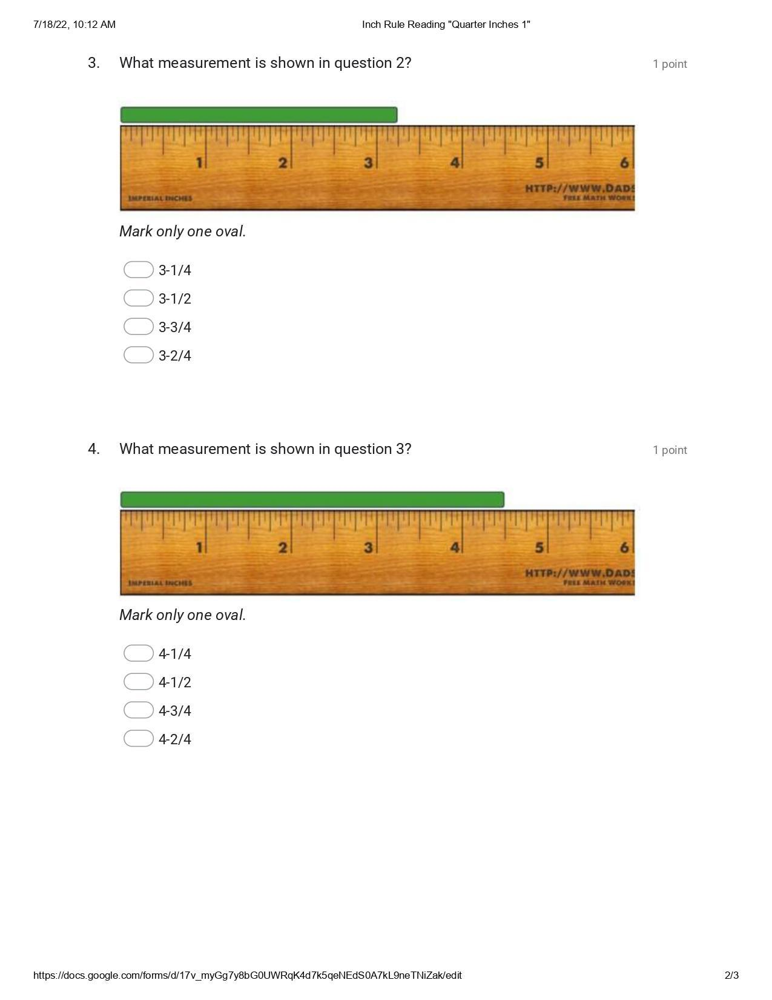 7/18/22, 10:12 AM
Inch Rule Reading "Quarter Inches 1"
3. What measurement is shown in question 2?
1 point
1 2 3 4 5 6
HTTP://WWW.DADS
IMPERIAL INCHES
FREE MATH WORK
Mark only one oval.
3-1/4
3-1/2
3-3/4
3-2/4
4. What measurement is shown in question 3?
1 point
1 2 3 4 5 6
HTTP://WWW.DADS
IMPERIAL INCHES
FREE MATH WORK
Mark only one oval.
4-1/4
4-1/2
4-3/4
4-2/4
https://docs.google.com/forms/d/17v_myGg7y8bG0UWRqK4d7k5qeNEdS0A7kL9neTNiZak/edit
2/3